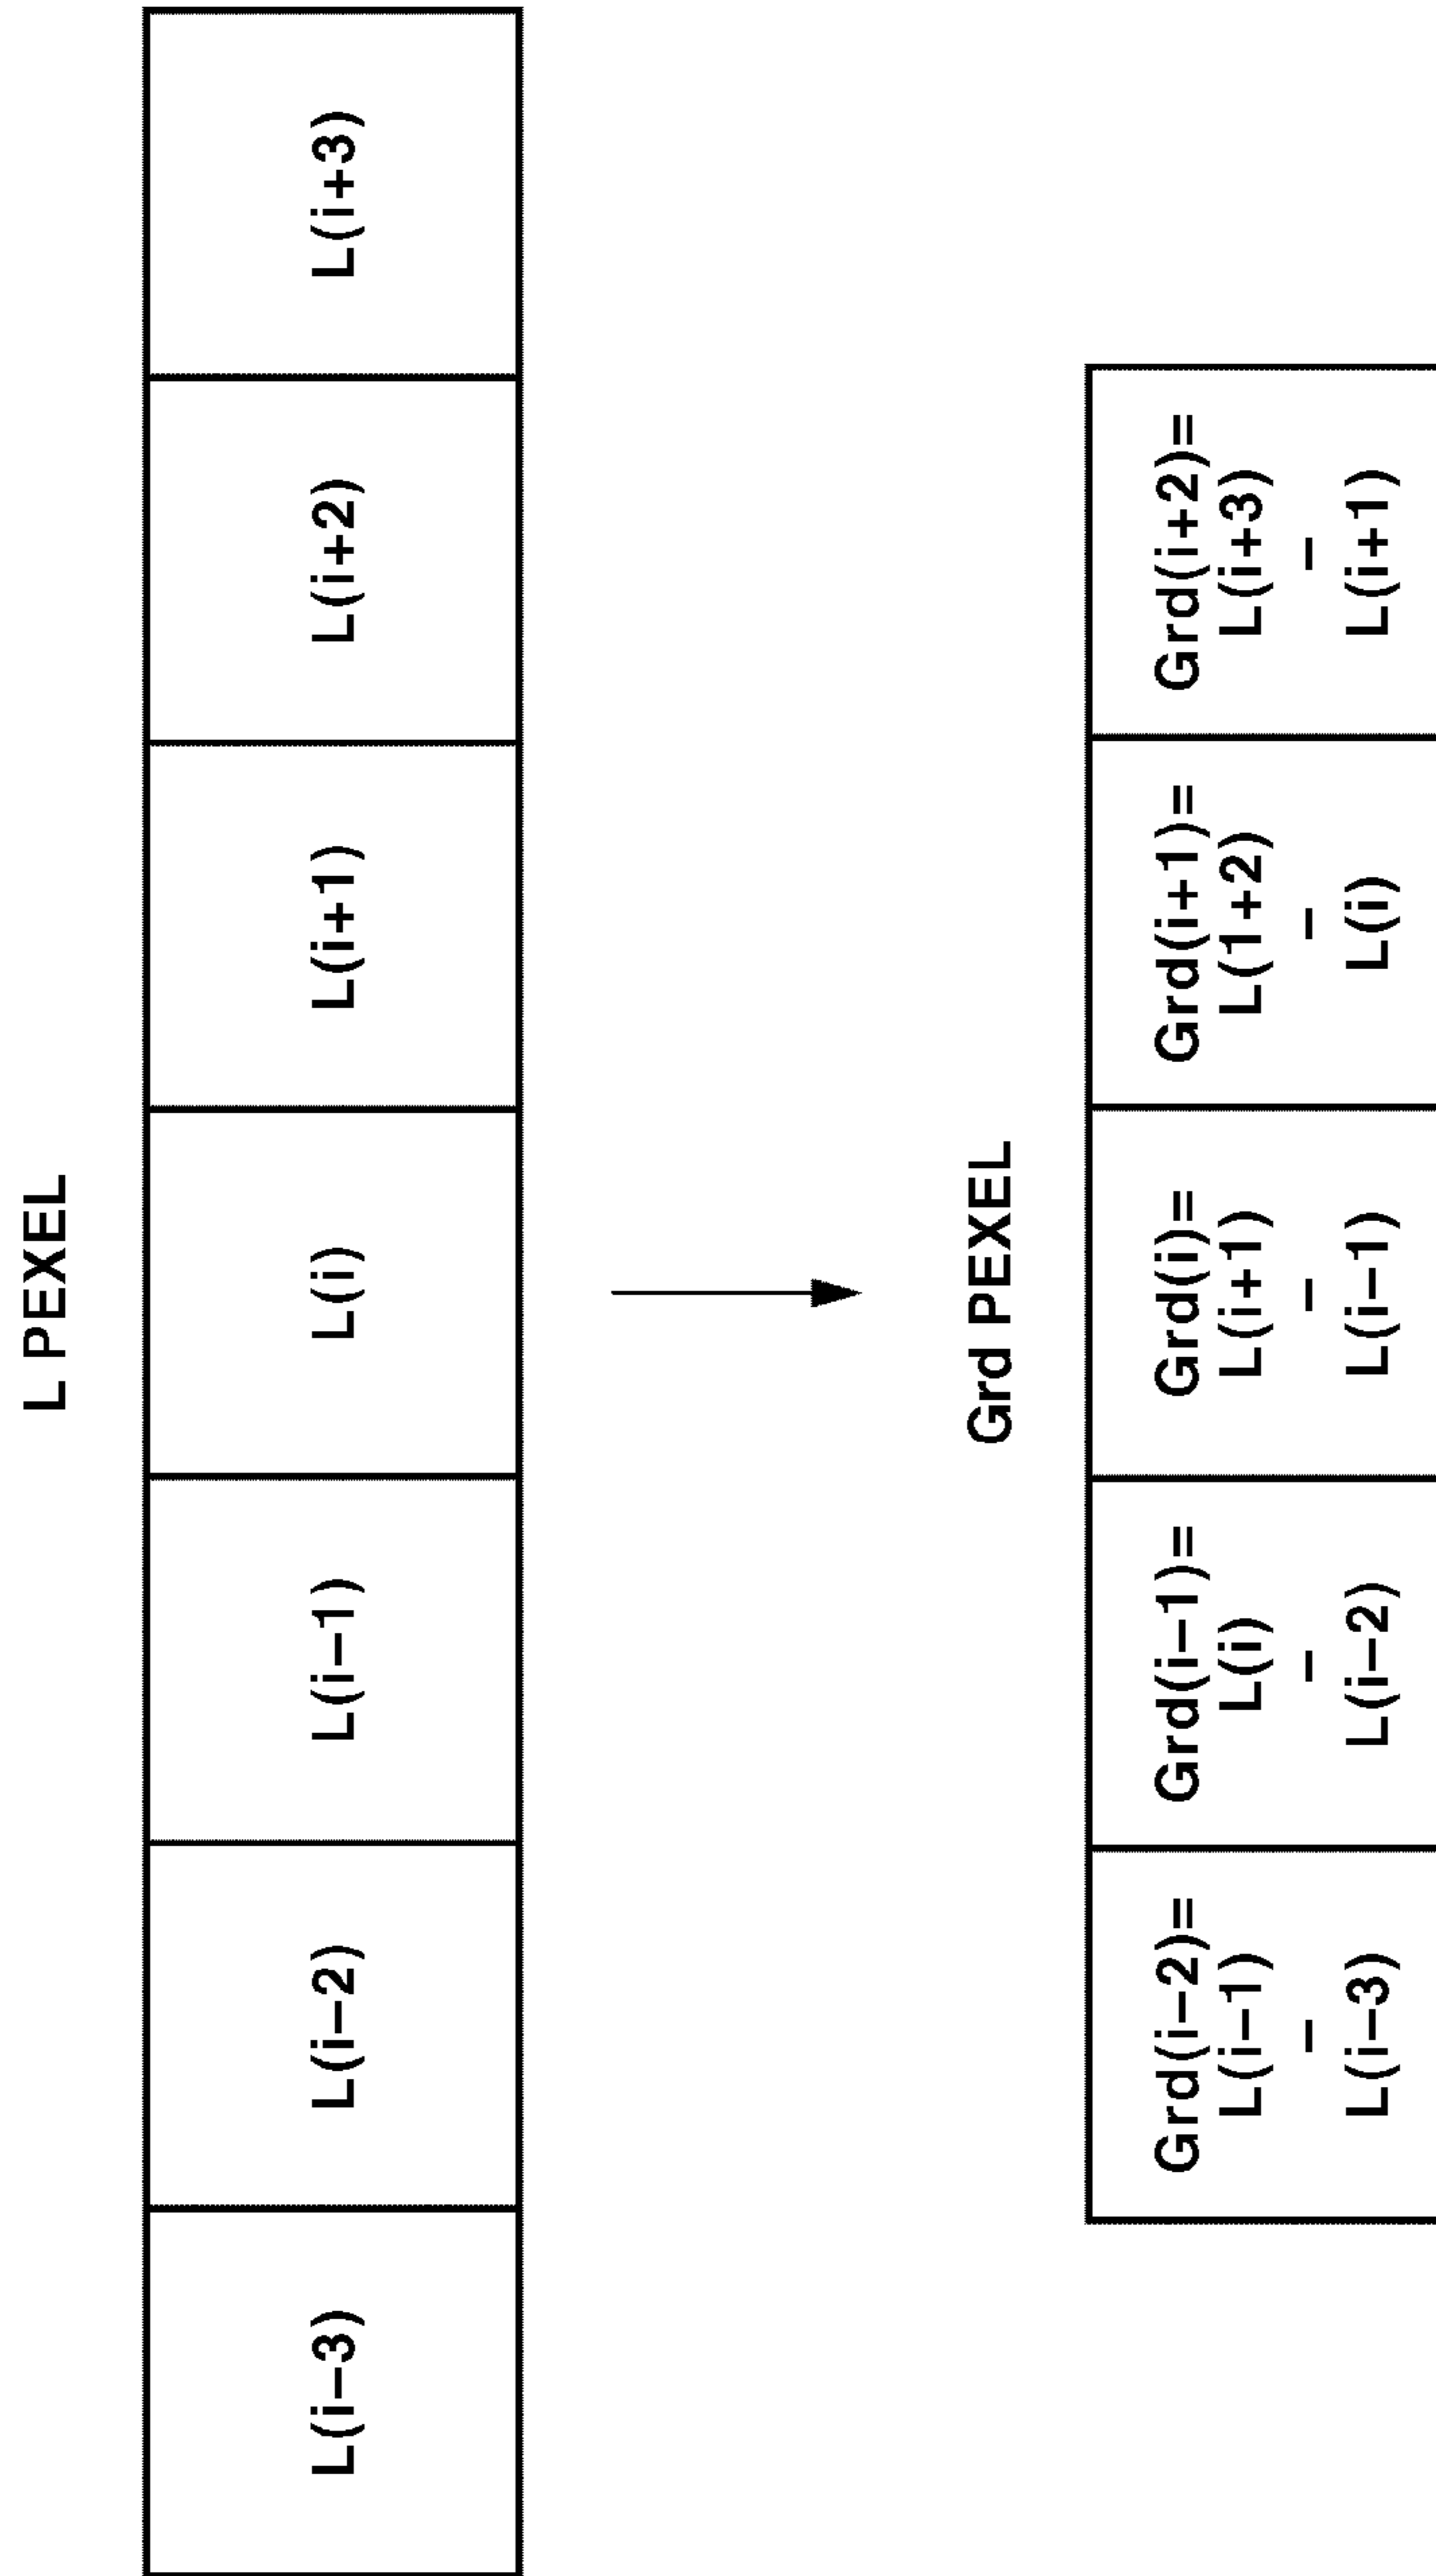 L PEXEL
L(i−3)
L(i−2)
L(i−1)
L(i)
L(i+1)
L(i+2)
L(i+3)
Grd PEXEL
Grd(i−2)=
L(i−1)
−
L(i−3)
Grd(i−1)=
L(i)
−
L(i−2)
Grd(i)=
L(i+1)
−
L(i−1)
Grd(i+1)=
L(1+2)
−
L(i)
Grd(i+2)=
L(i+3)
−
L(i+1)